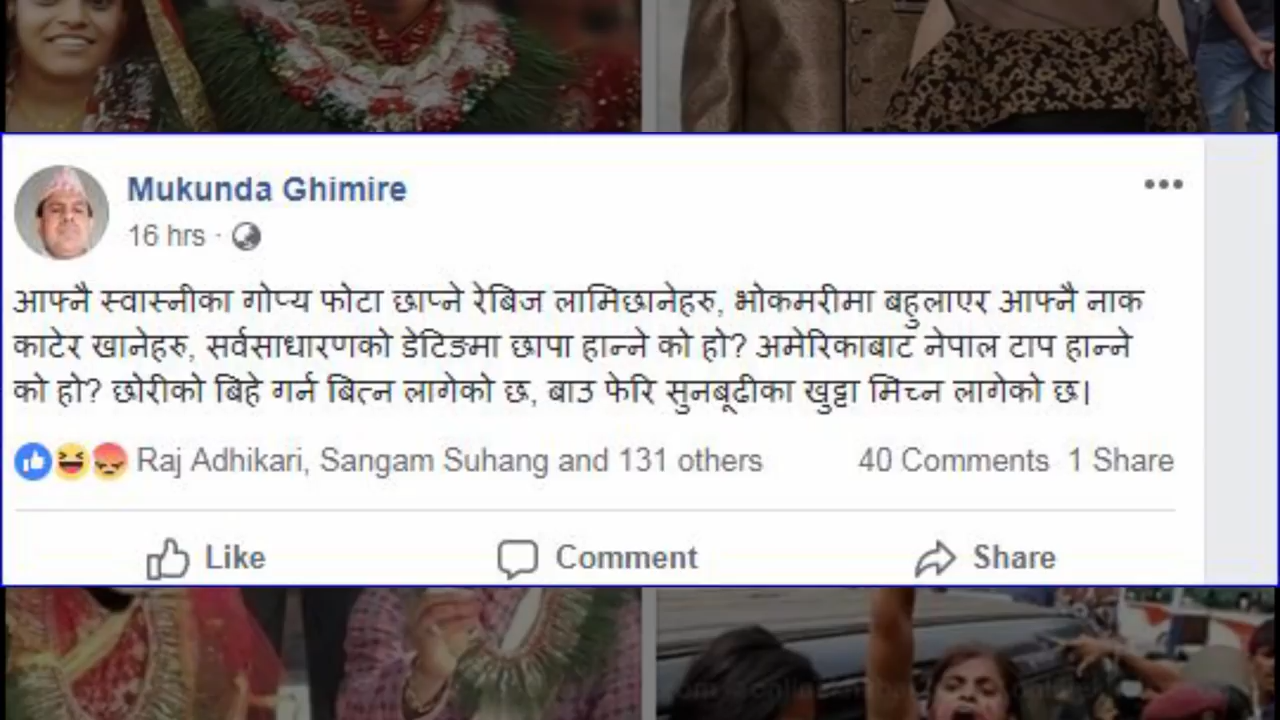 Mukunda Ghimire
16 hrs ·
आफ्नै स्वास्नीका गोप्य फोटा छाप्ने रेबिज लामिछानेहरु, भोकमरीमा बहुलाएर आफ्नै नाक
काटेर खानेहरु, सर्वसाधारणको डेटिङमा छापा हान्ने को हो? अमेरिकाबाट नेपाल टाप हान्ने
को हो? छोरीको बिहे गर्न बित्न लागेको छ, बाउ फेरि सुनबूढीका खुट्टा मिच्न लागेको छ।
Raj Adhikari, Sangam Suhang and 131 others 40 Comments 1 Share
Like Comment Share